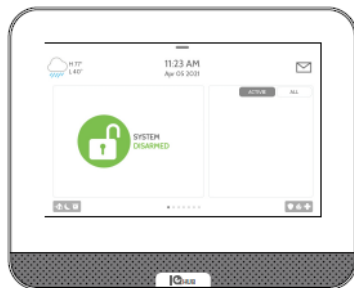 H 77°
L 40°
11:23 AM
Apr 05 2021
ACTIVE
ALL
SYSTEM
DISARMED
IQ HUB